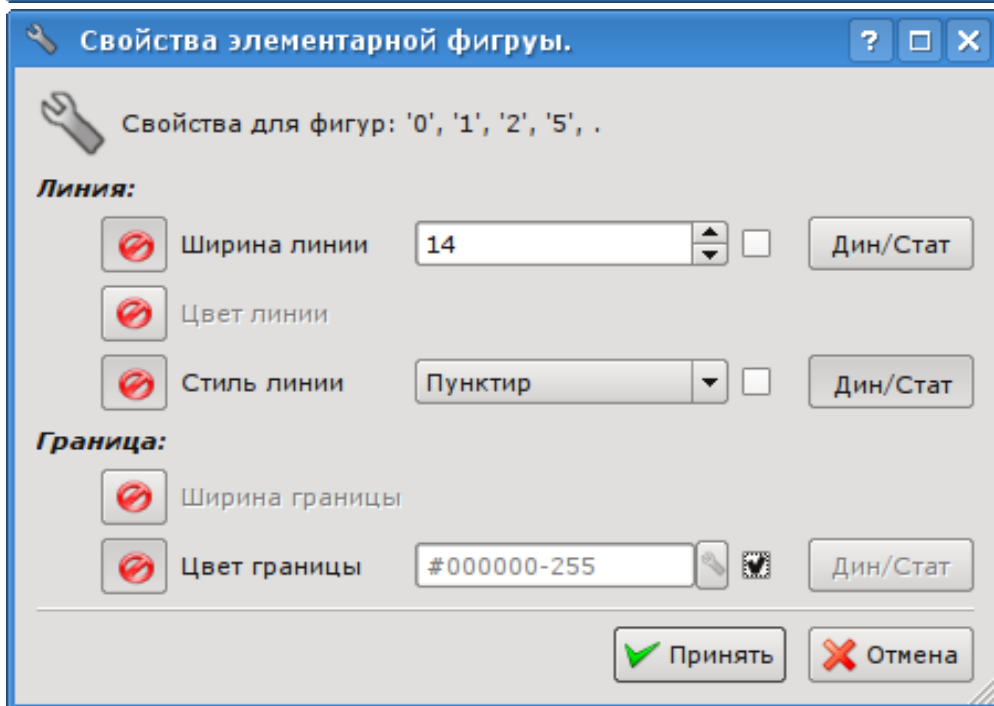 Свойства элементарной фигруы.
Свойства для фигур: '0', '1', '2', '5', .
Линия:
Ширина линии 14 Дин/Стат
Цвет линии
Стиль линии Пунктир Дин/Стат
Граница:
Ширина границы
Цвет границы #000000-255 Дин/Стат
Принять Отмена